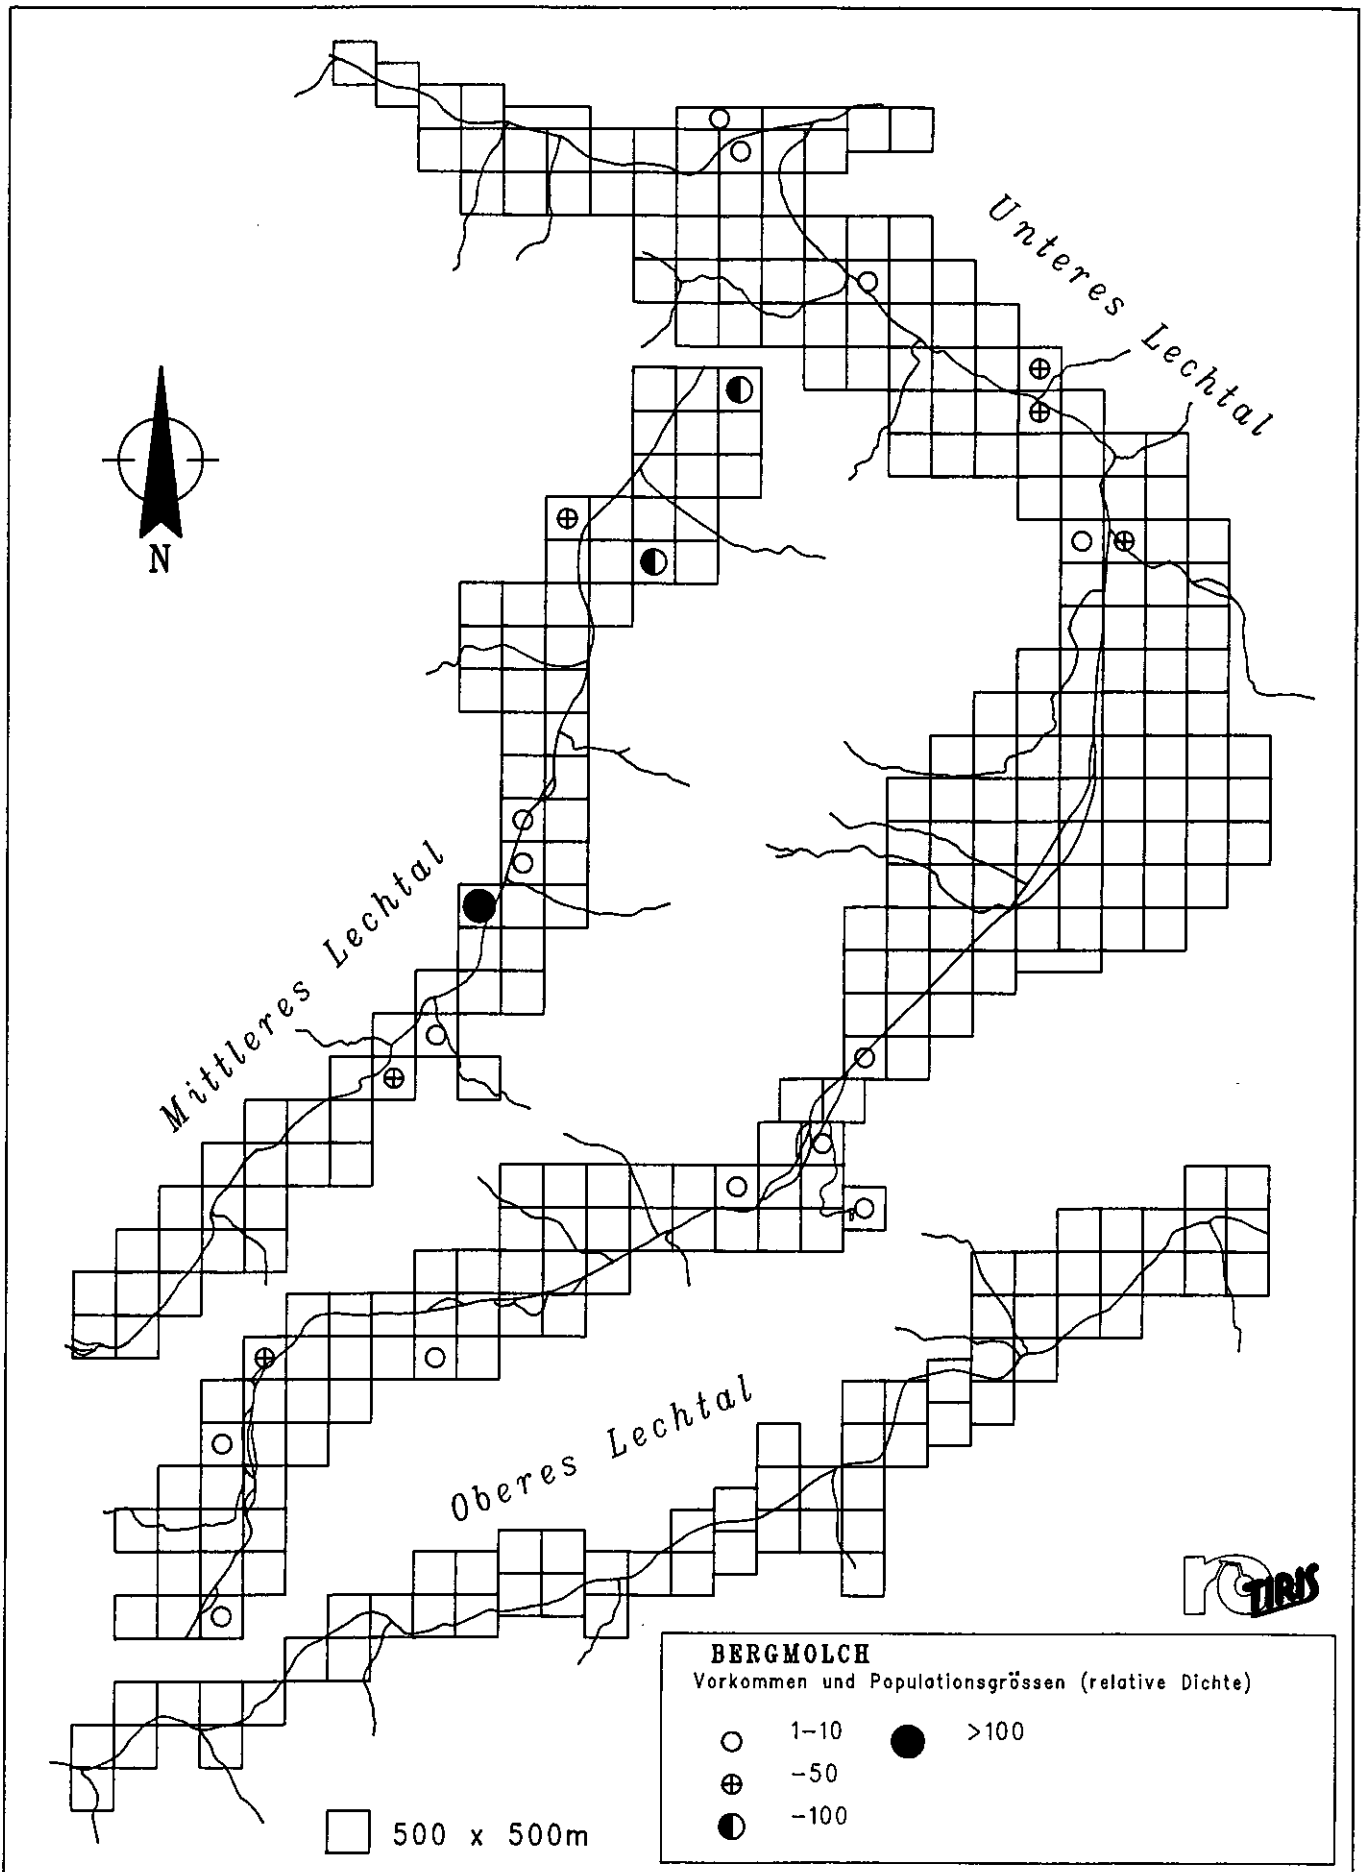 Unteres Lechtal
N
Mittleres Lechtal
Oberes Lechtal
TIRIS
BERGMOLCH
Vorkommen und Populationsgrössen (relative Dichte)
1-10 >100
-50
-100
500 x 500m